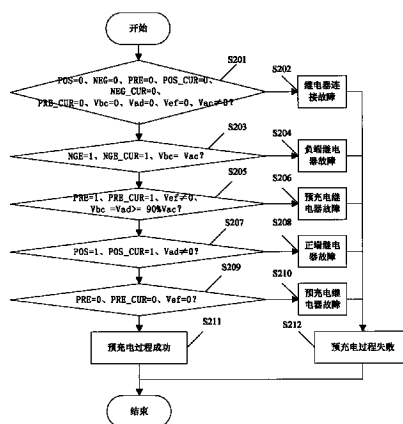 开始
S201
POS=0、NEG=0、PRE=0、POS_CUR=0、
NEG_CUR=0、
PRE_CUR=0、Vbc=0、Vad=0、Vef=0、Vac≠0?
S202
继电器连
接故障
S203
NGE=1、NGE_CUR=1、Vbc= Vac?
S204
负端继电
器故障
S205
PRE=1、PRE_CUR=1、Vef≠0、
Vbc =Vad>= 90%Vac?
S206
预充电继
电器故障
S207
POS=1、POS_CUR=1、Vad≠0?
S208
正端继电
器故障
S209
PRE=0、PRE_CUR=0、Vef=0?
S210
预充电继
电器故障
S211
预充电过程成功
S212
预充电过程失败
结束